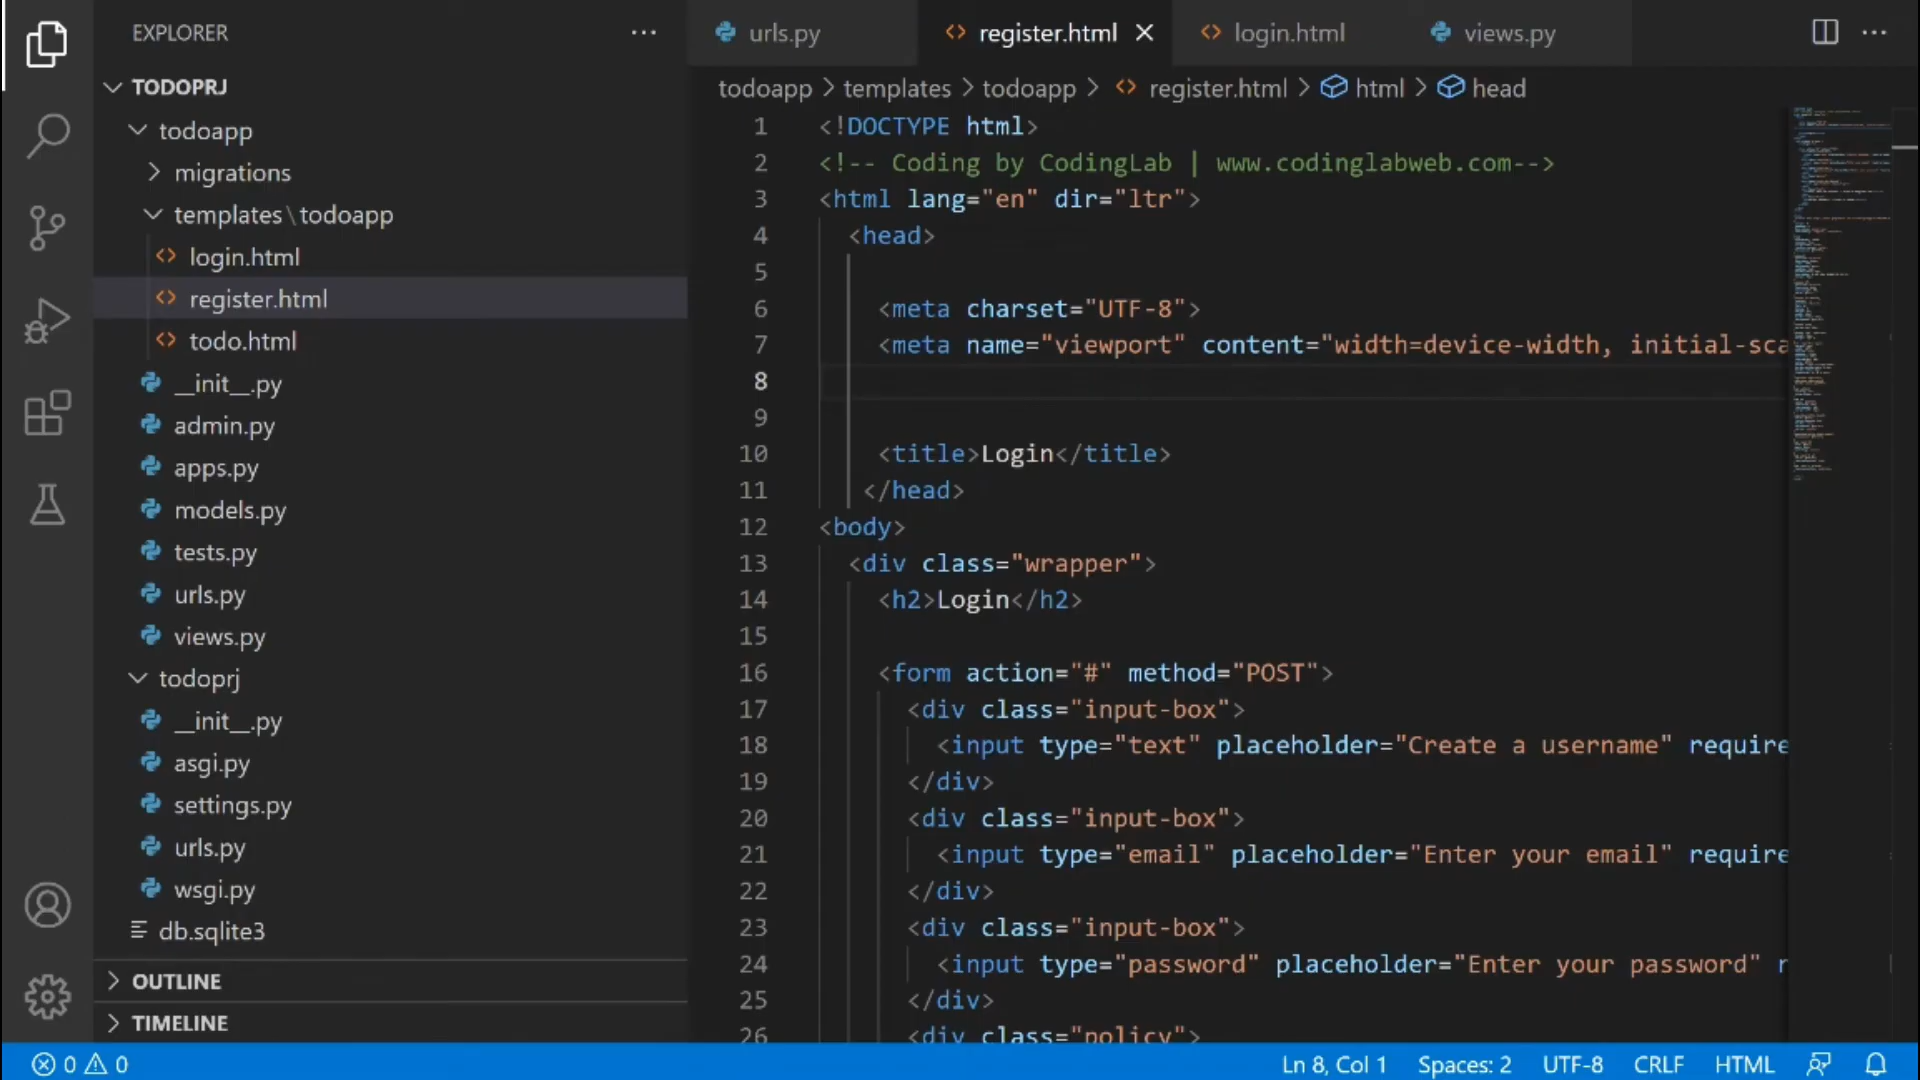 EXPLORER
TODOPRJ
todoapp
migrations
templates\todoapp
login.html
register.html
todo.html
__init__.py
admin.py
apps.py
models.py
tests.py
urls.py
views.py
todoprj
__init__.py
asgi.py
settings.py
urls.py
wsgi.py
db.sqlite3
OUTLINE
TIMELINE
urls.py register.html login.html views.py
todoapp > templates > todoapp > register.html > html > head
1 <!DOCTYPE html>
2 <!-- Coding by CodingLab | www.codinglabweb.com-->
3 <html lang="en" dir="ltr">
4 <head>
5
6 <meta charset="UTF-8">
7 <meta name="viewport" content="width=device-width, initial-sca
8
9
10 <title>Login</title>
11 </head>
12 <body>
13 <div class="wrapper">
14 <h2>Login</h2>
15
16 <form action="#" method="POST">
17 <div class="input-box">
18 <input type="text" placeholder="Create a username" require
19 </div>
20 <div class="input-box">
21 <input type="email" placeholder="Enter your email" require
22 </div>
23 <div class="input-box">
24 <input type="password" placeholder="Enter your password" r
25 </div>
26 <div class="policy">
0 0 Ln 8, Col 1 Spaces: 2 UTF-8 CRLF HTML